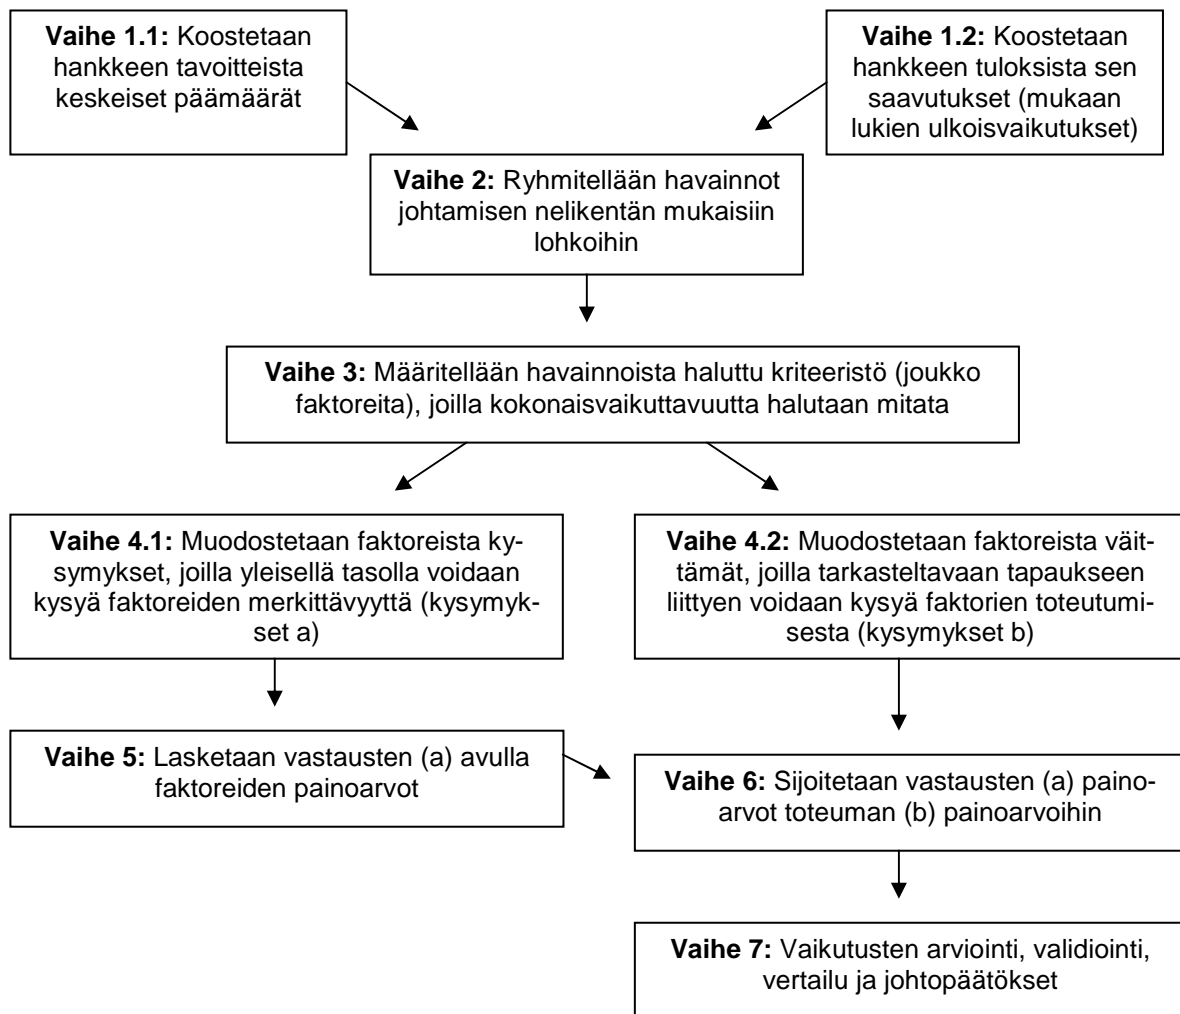 Vaihe 1.1: Koostetaan
hankkeen tavoitteista
keskeiset päämäärät
Vaihe 1.2: Koostetaan
hankkeen tuloksista sen
saavutukset (mukaan
lukien ulkoisvaikutukset)
Vaihe 2: Ryhmitellään havainnot
johtamisen nelikentän mukaisiin
lohkoihin
Vaihe 3: Määritellään havainnoista haluttu kriteeristö (joukko
faktoreita), joilla kokonaisvaikuttavuutta halutaan mitata
Vaihe 4.1: Muodostetaan faktoreista ky-
symykset, joilla yleisellä tasolla voidaan
kysyä faktoreiden merkittävyyttä (kysymyk-
set a)
Vaihe 4.2: Muodostetaan faktoreista väit-
tämät, joilla tarkasteltavaan tapaukseen
liittyen voidaan kysyä faktorien toteutumi-
sesta (kysymykset b)
Vaihe 5: Lasketaan vastausten (a) avulla
faktoreiden painoarvot
Vaihe 6: Sijoitetaan vastausten (a) paino-
arvot toteuman (b) painoarvoihin
Vaihe 7: Vaikutusten arviointi, validiointi,
vertailu ja johtopäätökset